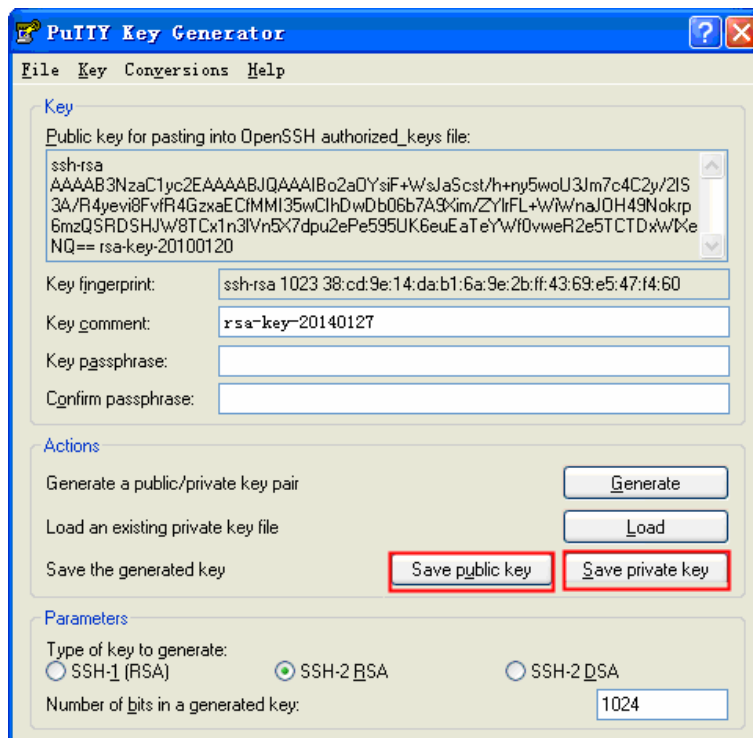 PuTTY Key Generator
File Key Conversions Help
Key
Public key for pasting into OpenSSH authorized_keys file:
ssh-rsa
AAAAB3NzaC1yc2EAAAABJQAAAIBo2aOYsiF+WsJaScst/h+ny5woU3Jm7c4C2y/2IS
3A/R4yevi8FvfR4GzxaECfMMI35wClhDwDb06b7A9Xim/ZYlrFL+WiWnaJOH49Nokrp
6mzQSRDSHJW8TCx1n3lVn5X7dpu2ePe595UK6euEaTeYWf0vweR2e5TCTDxWlXe
NQ== rsa-key-20100120
Key fingerprint: ssh-rsa 1023 38:cd:9e:14:da:b1:6a:9e:2b:ff:43:69:e5:47:f4:60
Key comment: rsa-key-20140127
Key passphrase:
Confirm passphrase:
Actions
Generate a public/private key pair Generate
Load an existing private key file Load
Save the generated key Save public key Save private key
Parameters
Type of key to generate:
SSH-1 (RSA) SSH-2 RSA SSH-2 DSA
Number of bits in a generated key: 1024